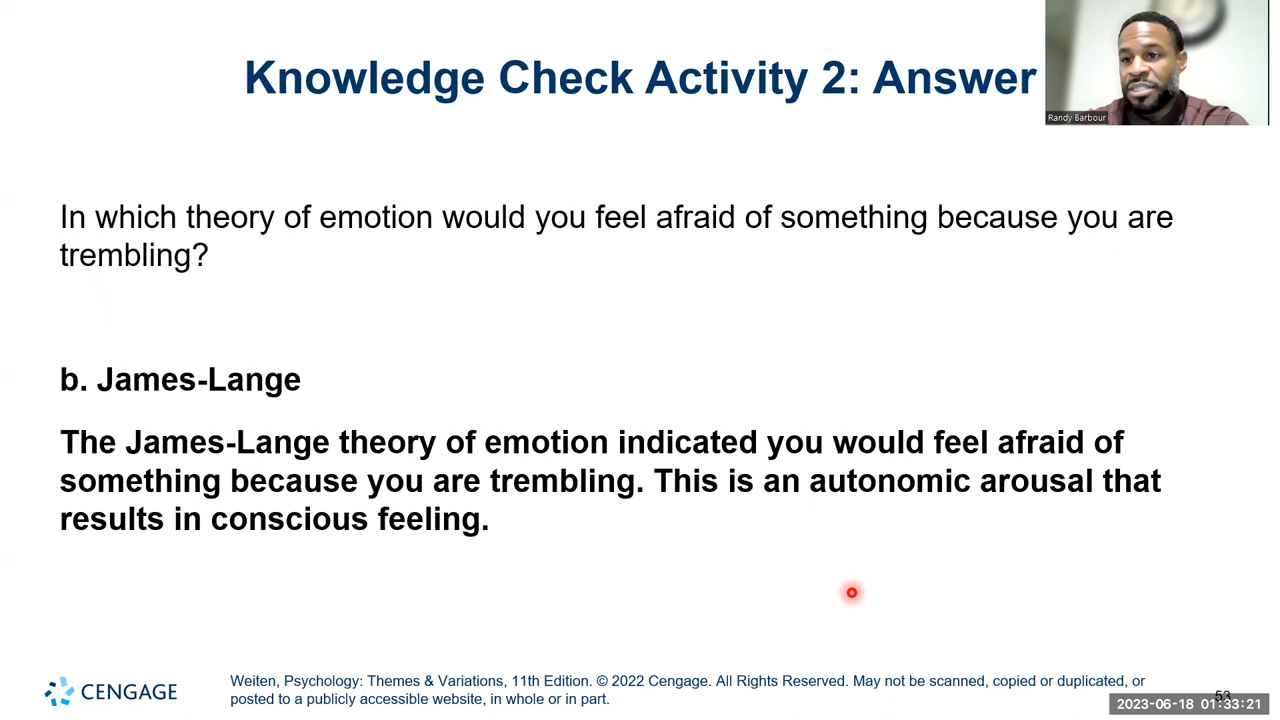 Knowledge Check Activity 2: Answer
Randy Barbour
In which theory of emotion would you feel afraid of something because you are
trembling?
b. James-Lange
The James-Lange theory of emotion indicated you would feel afraid of
something because you are trembling. This is an autonomic arousal that
results in conscious feeling.
CENGAGE
Weiten, Psychology: Themes & Variations, 11th Edition. © 2022 Cengage. All Rights Reserved. May not be scanned, copied or duplicated, or
posted to a publicly accessible website, in whole or in part.
53
2023-06-18 01:33:21